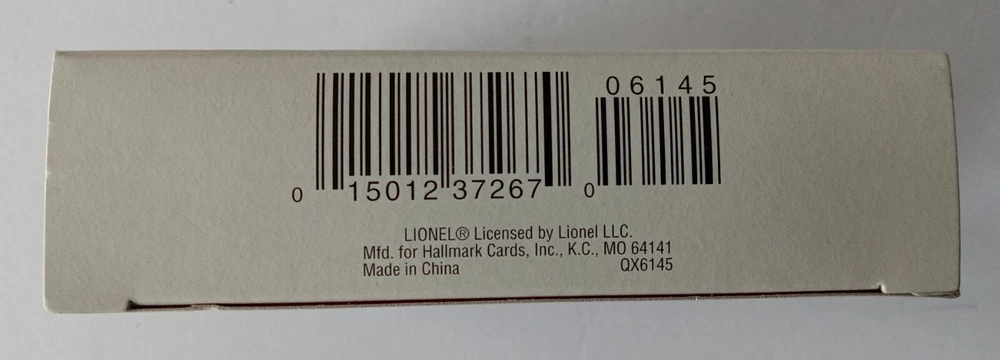 06145
0 15012 37267 0
LIONEL® Licensed by Lionel LLC.
Mfd. for Hallmark Cards, Inc., K.C., MO 64141
Made in China QX6145